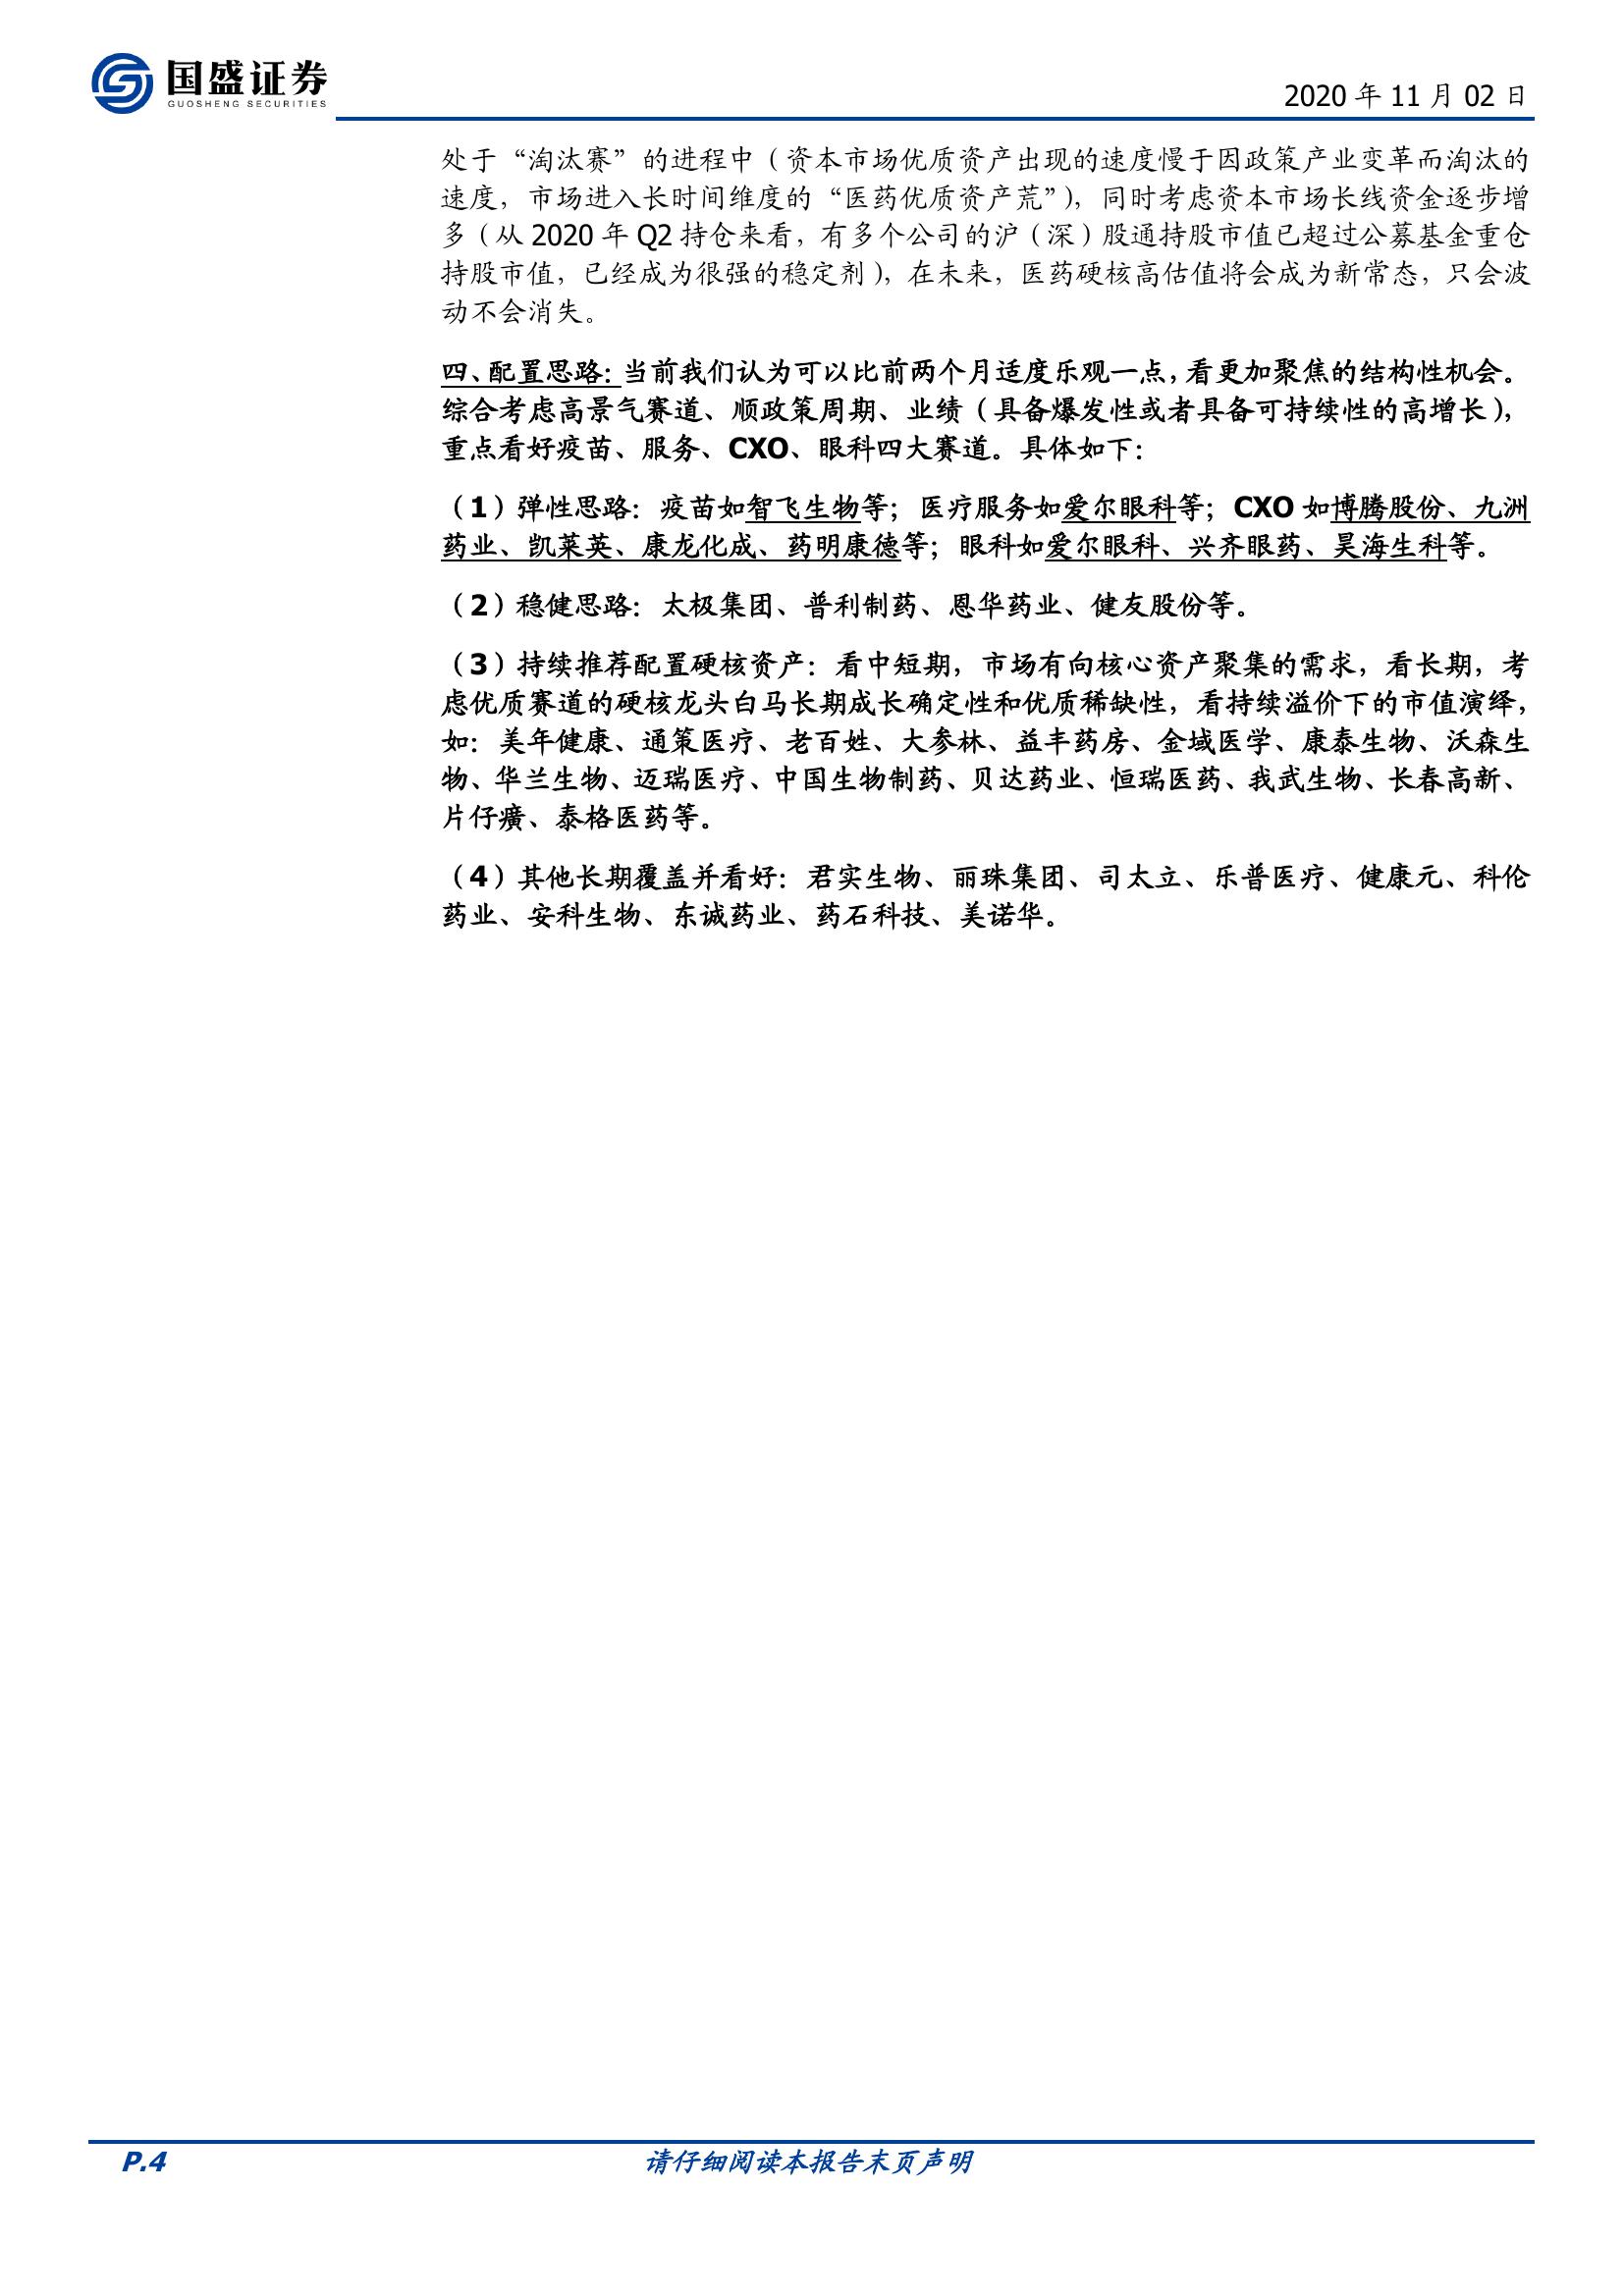 国盛证券
GUOSHENG SECURITIES
2020 年 11 月 02 日
处于“淘汰赛”的进程中（资本市场优质资产出现的速度慢于因政策产业变革而淘汰的
速度，市场进入长时间维度的“医药优质资产荒”），同时考虑资本市场长线资金逐步增
多（从 2020 年 Q2 持仓来看，有多个公司的沪（深）股通持股市值已超过公募基金重仓
持股市值，已经成为很强的稳定剂），在未来，医药硬核高估值将会成为新常态，只会波
动不会消失。
四、配置思路：当前我们认为可以比前两个月适度乐观一点，看更加聚焦的结构性机会。
综合考虑高景气赛道、顺政策周期、业绩（具备爆发性或者具备可持续性的高增长），
重点看好疫苗、服务、CXO、眼科四大赛道。具体如下：
（1）弹性思路：疫苗如智飞生物等；医疗服务如爱尔眼科等；CXO 如博腾股份、九洲
药业、凯莱英、康龙化成、药明康德等；眼科如爱尔眼科、兴齐眼药、昊海生科等。
（2）稳健思路：太极集团、普利制药、恩华药业、健友股份等。
（3）持续推荐配置硬核资产：看中短期，市场有向核心资产聚集的需求，看长期，考
虑优质赛道的硬核龙头白马长期成长确定性和优质稀缺性，看持续溢价下的市值演绎，
如：美年健康、通策医疗、老百姓、大参林、益丰药房、金域医学、康泰生物、沃森生
物、华兰生物、迈瑞医疗、中国生物制药、贝达药业、恒瑞医药、我武生物、长春高新、
片仔癀、泰格医药等。
（4）其他长期覆盖并看好：君实生物、丽珠集团、司太立、乐普医疗、健康元、科伦
药业、安科生物、东诚药业、药石科技、美诺华。
P.4
请仔细阅读本报告末页声明